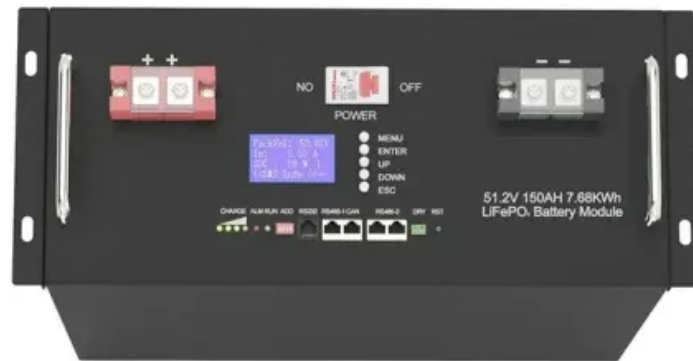 + +
- -
NO
OFF
POWER
MENU
ENTER
UP
DOWN
ESC
51.2V 150AH 7.68KWh
LiFePO₄ Battery Module
CHARGE ALM RUN ADD RS232 RS485-1 CAN RS485-2 DRY RST